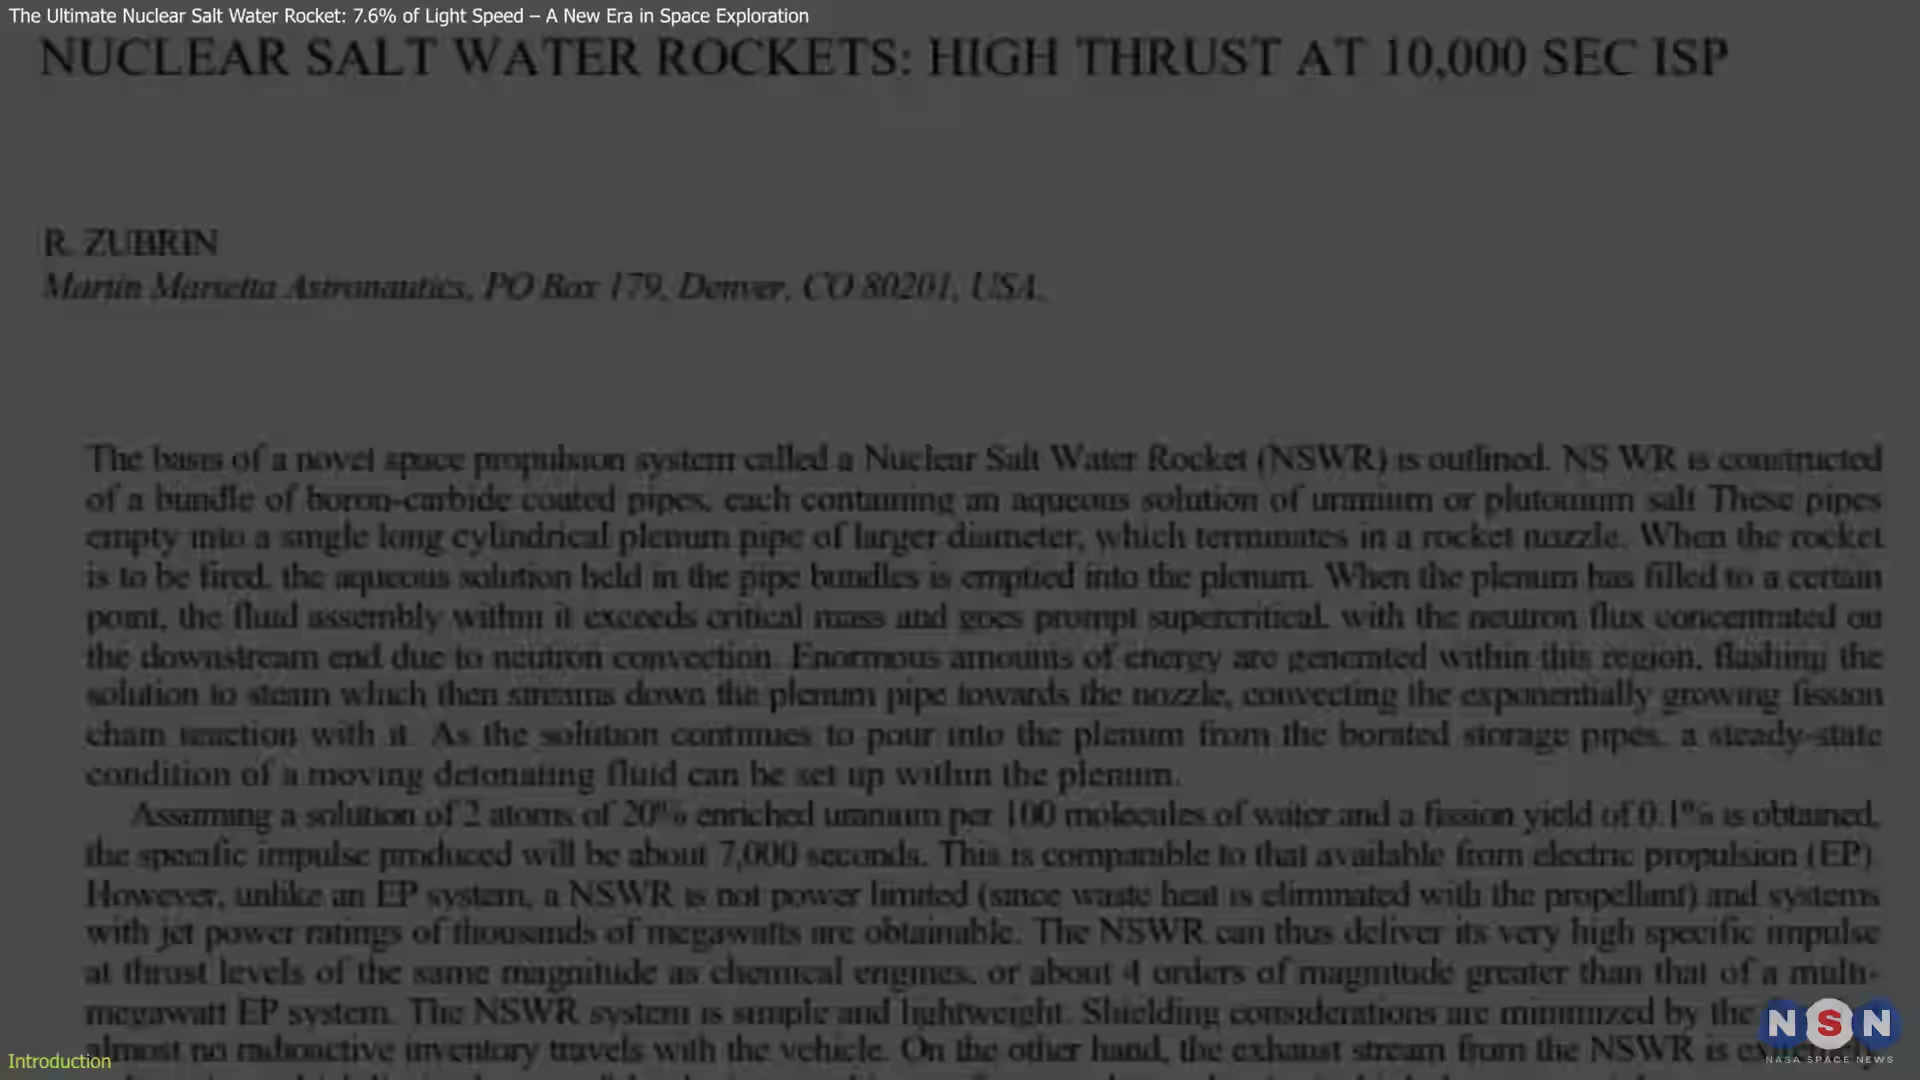 The Ultimate Nuclear Salt Water Rocket: 7.6% of Light Speed – A New Era in Space Exploration
NUCLEAR SALT WATER ROCKETS: HIGH THRUST AT 10,000 SEC ISP
R. ZUBRIN
Martin Marietta Astronautics, PO Box 179, Denver, CO 80201, USA.
The basis of a novel space propulsion system called a Nuclear Salt Water Rocket (NSWR) is outlined. NS WR is constructed
of a bundle of boron-carbide coated pipes, each containing an aqueous solution of uranium or plutonium salt These pipes
empty into a single long cylindrical plenum pipe of larger diameter, which terminates in a rocket nozzle. When the rocket
is to be fired, the aqueous solution held in the pipe bundles is emptied into the plenum. When the plenum has filled to a certain
point, the fluid assembly within it exceeds critical mass and goes prompt supercritical, with the neutron flux concentrated on
the downstream end due to neutron convection. Enormous amounts of energy are generated within this region, flashing the
solution to steam which then streams down the plenum pipe towards the nozzle, convecting the exponentially growing fission
chain reaction with it. As the solution continues to pour into the plenum from the borated storage pipes, a steady-state
condition of a moving detonating fluid can be set up within the plenum.
Assuming a solution of 2 atoms of 20% enriched uranium per 100 molecules of water and a fission yield of 0.1% is obtained,
the specific impulse produced will be about 7,000 seconds. This is comparable to that available from electric propulsion (EP).
However, unlike an EP system, a NSWR is not power limited (since waste heat is eliminated with the propellant) and systems
with jet power ratings of thousands of megawatts are obtainable. The NSWR can thus deliver its very high specific impulse
at thrust levels of the same magnitude as chemical engines, or about 4 orders of magnitude greater than that of a multi-
megawatt EP system. The NSWR system is simple and lightweight. Shielding considerations are minimized by the
almost no radioactive inventory travels with the vehicle. On the other hand, the exhaust stream from the NSWR is
NSN
NASA SPACE NEWS
Introduction